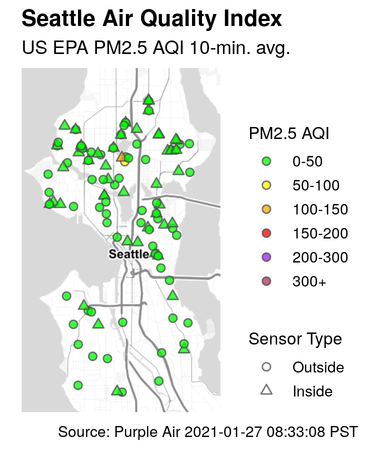 Seattle Air Quality Index
US EPA PM2.5 AQI 10-min. avg.
PM2.5 AQI
0-50
50-100
100-150
150-200
200-300
300+
Seattle
Sensor Type
Outside
Inside
Source: Purple Air 2021-01-27 08:33:08 PST